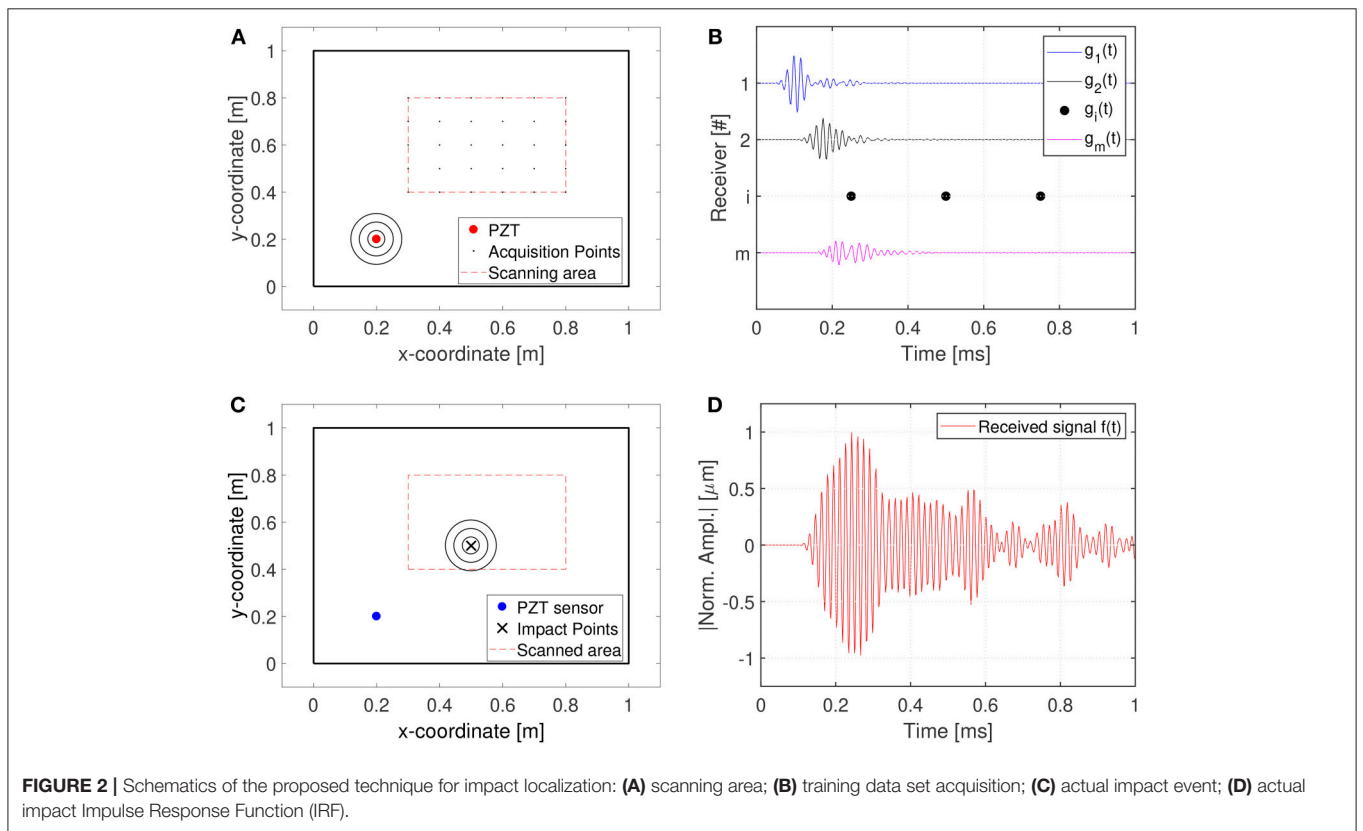 A
1
0.8
0.6
0.4
0.2
0
y-coordinate [m]
PZT
Acquisition Points
Scanning area
0 0.2 0.4 0.6 0.8 1
x-coordinate [m]
B
1
2
i
m
Receiver [#]
g1(t)
g2(t)
gi(t)
gm(t)
0 0.2 0.4 0.6 0.8 1
Time [ms]
C
1
0.8
0.6
0.4
0.2
0
y-coordinate [m]
PZT sensor
Impact Points
Scanned area
0 0.2 0.4 0.6 0.8 1
x-coordinate [m]
D
1
0.5
0
-0.5
-1
|Norm. Ampl.| [μm]
Received signal f(t)
0 0.2 0.4 0.6 0.8 1
Time [ms]
FIGURE 2 | Schematics of the proposed technique for impact localization: (A) scanning area; (B) training data set acquisition; (C) actual impact event; (D) actual
impact Impulse Response Function (IRF).